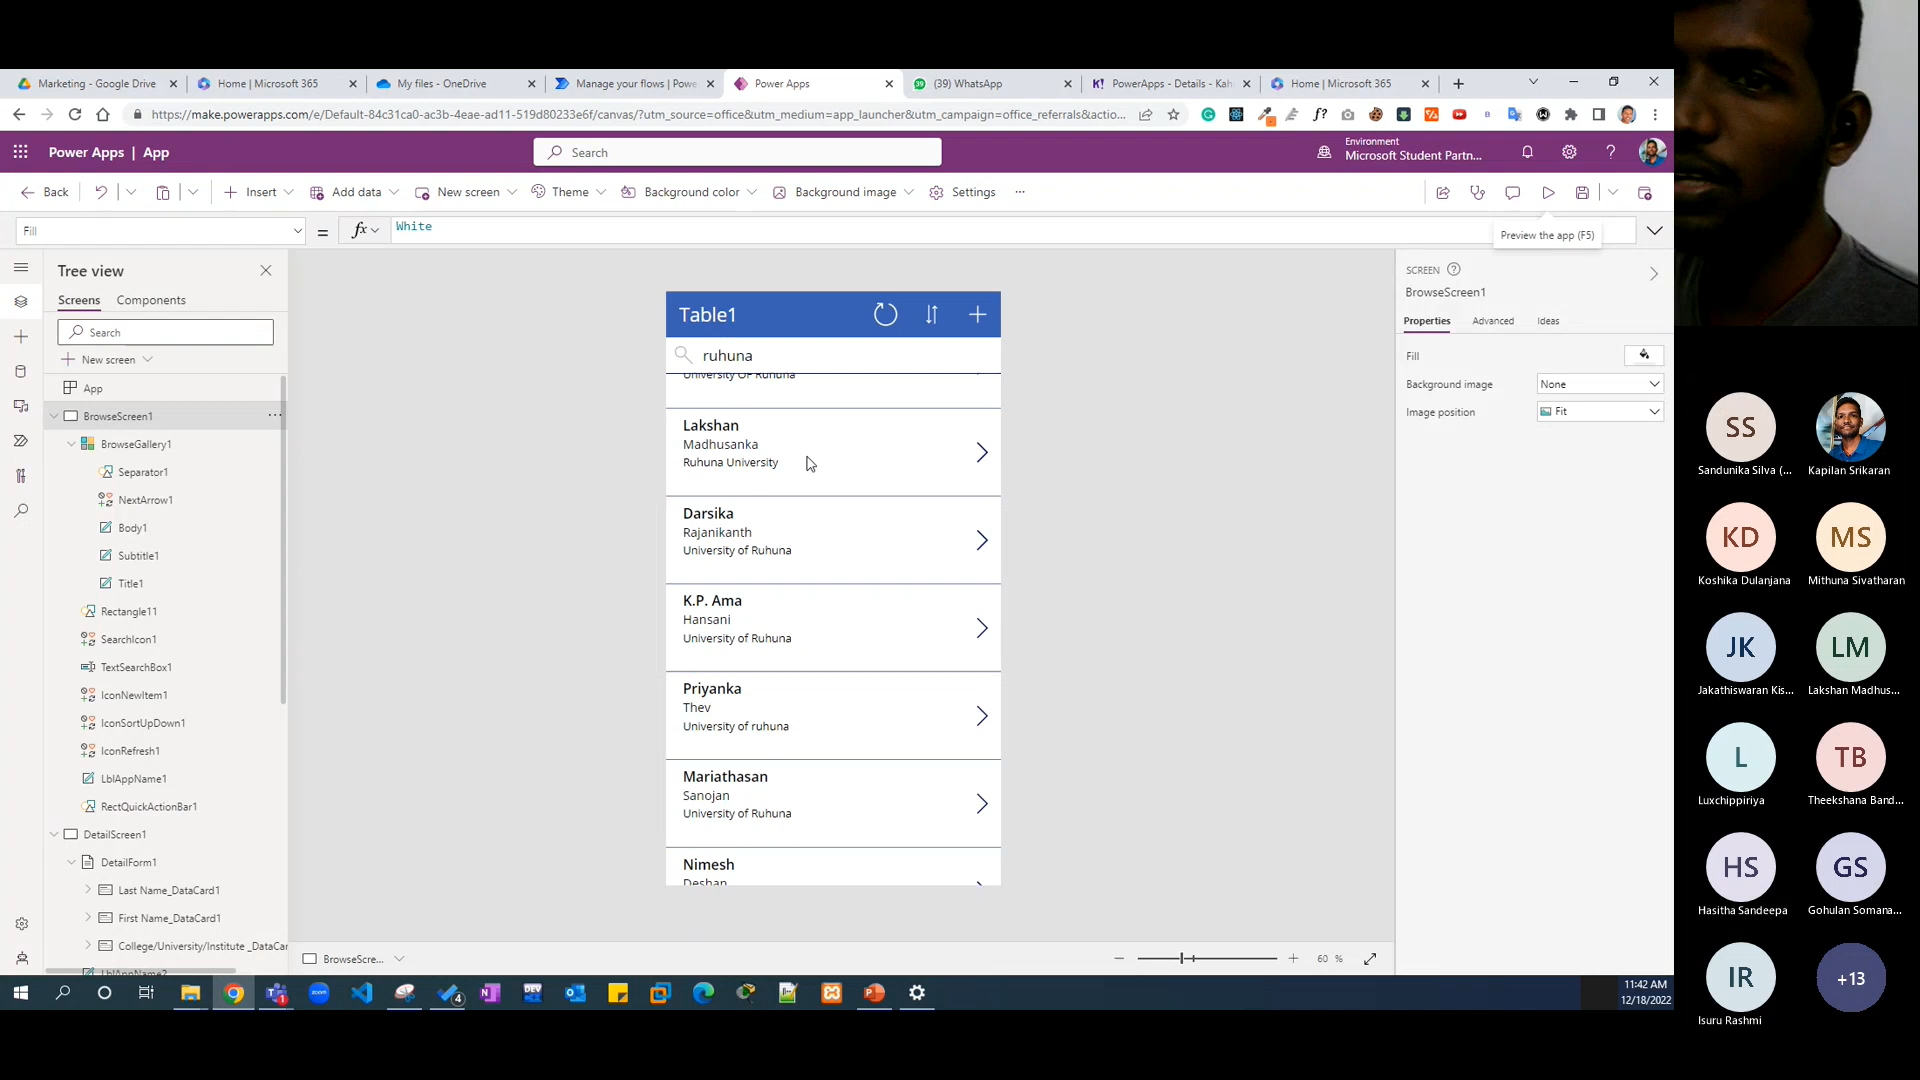 Marketing - Google Drive
Home | Microsoft 365
My files - OneDrive
Manage your flows | Powe
Power Apps
(39) WhatsApp
K! PowerApps - Details - Kah
Home | Microsoft 365
https://make.powerapps.com/e/Default-84c31ca0-ac3b-4eae-ad11-519d80233e6f/canvas/?utm_source=office&utm_medium=app_launcher&utm_campaign=office_referrals&actio...
Power Apps | App
Search
Environment
Microsoft Student Partn...
Back
Insert
Add data
New screen
Theme
Background color
Background image
Settings
Fill
=
fx
White
Preview the app (F5)
Tree view
Screens
Components
Search
New screen
App
BrowseScreen1
BrowseGallery1
Separator1
NextArrow1
Body1
Subtitle1
Title1
Rectangle11
SearchIcon1
TextSearchBox1
IconNewItem1
IconSortUpDown1
IconRefresh1
LblAppName1
RectQuickActionBar1
DetailScreen1
DetailForm1
Last Name_DataCard1
First Name_DataCard1
College/University/Institute _DataCar
LblAppName2
Table1
ruhuna
University OF Ruhuna
Lakshan
Madhusanka
Ruhuna University
Darsika
Rajanikanth
University of Ruhuna
K.P. Ama
Hansani
University of Ruhuna
Priyanka
Thev
University of ruhuna
Mariathasan
Sanojan
University of Ruhuna
Nimesh
Deshan
BrowseScre...
60 %
SCREEN
BrowseScreen1
Properties
Advanced
Ideas
Fill
Background image
None
Image position
Fit
11:42 AM
12/18/2022
SS
Sandunika Silva (...
Kapilan Srikaran
KD
Koshika Dulanjana
MS
Mithuna Sivatharan
JK
Jakathiswaran Kis...
LM
Lakshan Madhus...
L
Luxchippiriya
TB
Theekshana Band...
HS
Hasitha Sandeepa
GS
Gohulan Somana...
IR
Isuru Rashmi
+13